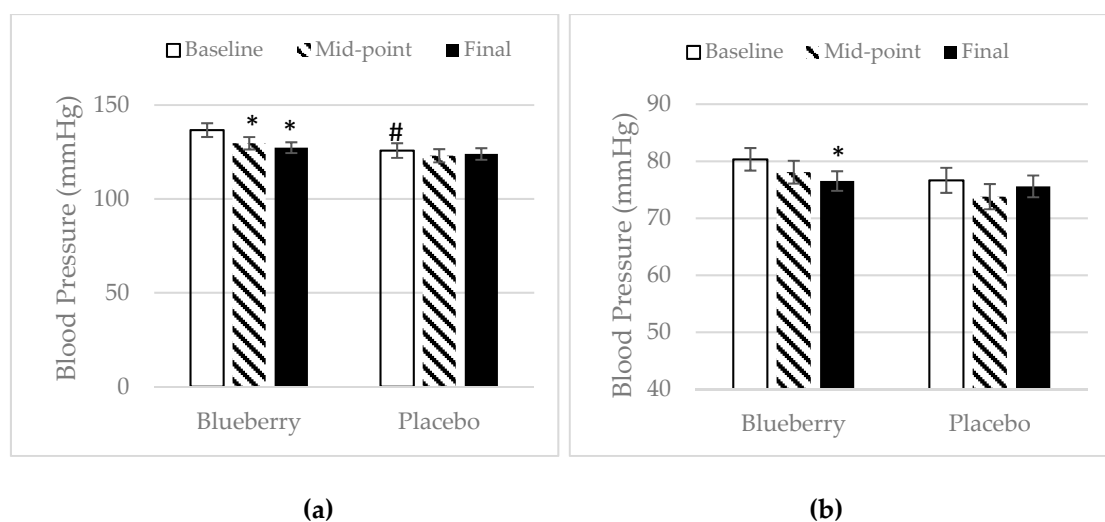 Baseline Mid-point Final
Blood Pressure (mmHg)
150
100
50
0
* * #
Blueberry Placebo
(a)
Baseline Mid-point Final
Blood Pressure (mmHg)
90
80
70
60
50
40
*
Blueberry Placebo
(b)